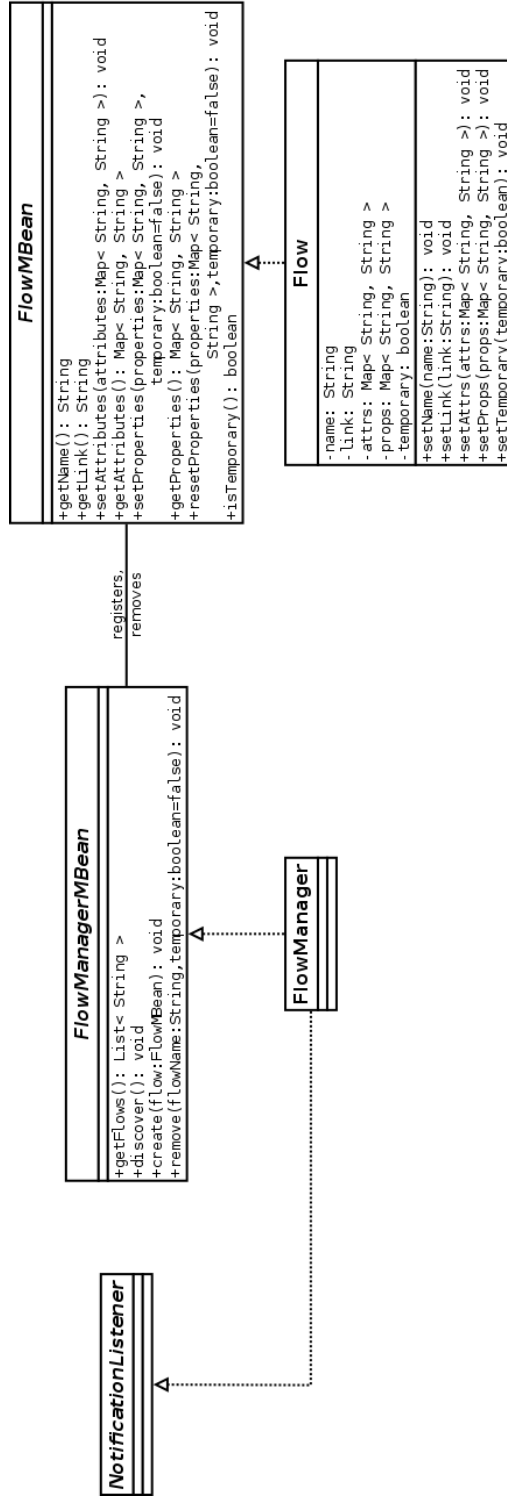 NotificationListener
FlowManagerMBean
+getFlows(): List< String >
+discover(): void
+create(flow:FlowMBean): void
+remove(flowName:String,temporary:boolean=false): void
FlowManager
registers,
removes
FlowMBean
+getName(): String
+getLink(): String
+setAttributes(attributes:Map< String, String >): void
+getAttributes(): Map< String, String >
+setProperties(properties:Map< String, String >,
temporary:boolean=false): void
+getProperties(): Map< String, String >
+resetProperties(properties:Map< String,
String >,temporary:boolean=false): void
+isTemporary(): boolean
Flow
-name: String
-link: String
-attrs: Map< String, String >
-props: Map< String, String >
-temporary: boolean
+setName(name:String): void
+setLink(link:String): void
+setAttrs(attrs:Map< String, String >): void
+setProps(props:Map< String, String >): void
+setTemporary(temporary:boolean): void